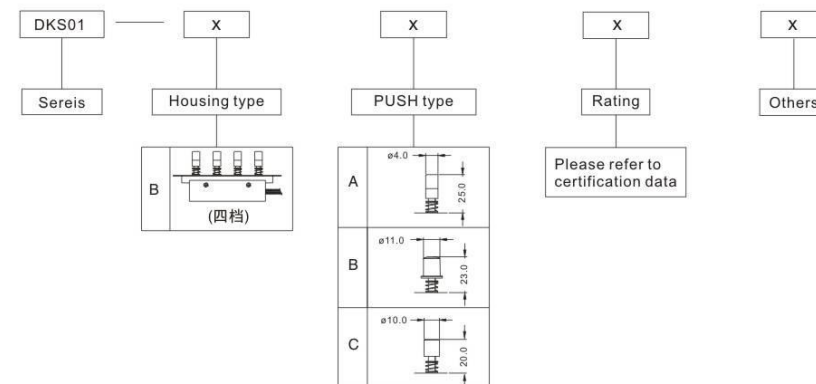 DKS01
x
x
x
x
Sereis
Housing type
PUSH type
Rating
Others
B
(四档)
A
ø4.0
25.0
Please refer to
certification data
B
ø11.0
23.0
C
ø10.0
20.0